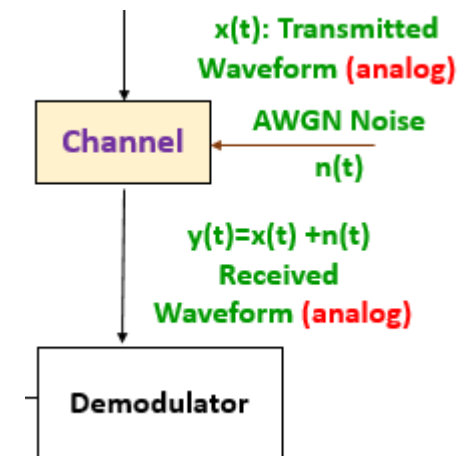 x(t): Transmitted
Waveform (analog)
Channel
AWGN Noise
n(t)
y(t)=x(t) +n(t)
Received
Waveform (analog)
Demodulator